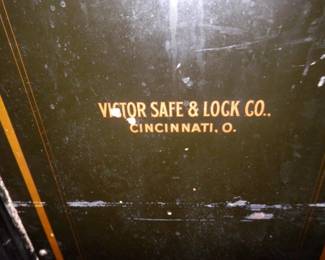 VICTOR SAFE & LOCK CO..
CINCINNATI, O.